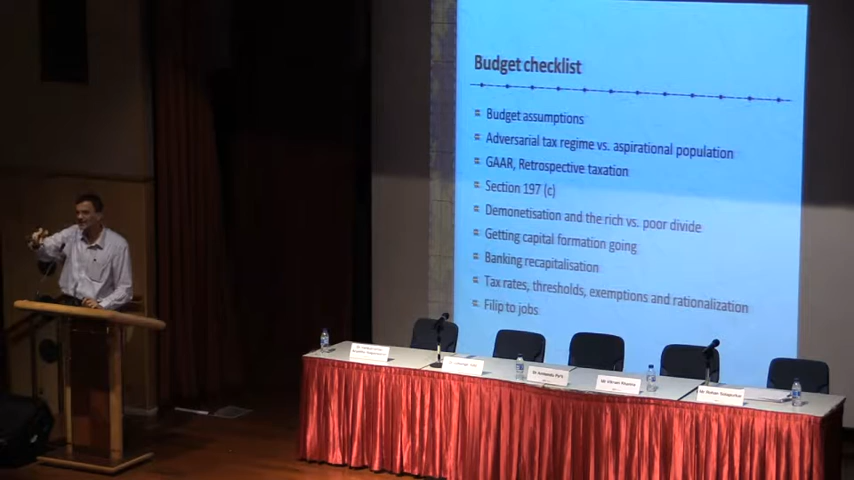 Budget checklist
Budget assumptions
Adversarial tax regime vs. aspirational population
GAAR, Retrospective taxation
Section 197 (c)
Demonetisation and the rich vs. poor divide
Getting capital formation going
Banking recapitalisation
Tax rates, thresholds, exemptions and rationalization
Filip to jobs